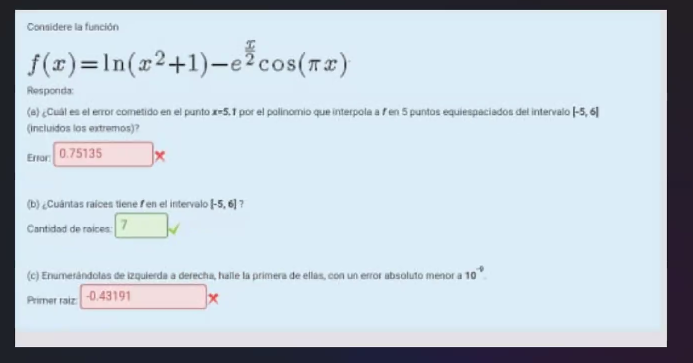 Considere la función
f(x)=ln(x²+1)−e^{x/2}cos(πx)
Responda:
(a) ¿Cuál es el error cometido en el punto x=5.1 por el polinomio que interpola a f en 5 puntos equiespaciados del intervalo [-5, 6]
(incluidos los extremos)?
Error: 0.75135
(b) ¿Cuántas raíces tiene f en el intervalo [-5, 6] ?
Cantidad de raíces: 7
(c) Enumerándolas de izquierda a derecha, halle la primera de ellas, con un error absoluto menor a 10⁻⁹.
Primer raíz: -0.43191